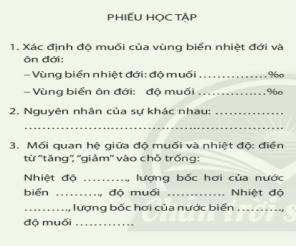 PHIẾU HỌC TẬP
1. Xác định độ muối của vùng biển nhiệt đới và
ôn đới:
– Vùng biển nhiệt đới: độ muối ...............‰
– Vùng biển ôn đới: độ muối ...............‰
2. Nguyên nhân của sự khác nhau: ...............
............................................................
3. Mối quan hệ giữa độ muối và nhiệt độ: điền
từ "tăng", "giảm" vào chỗ trống:
Nhiệt độ .........., lượng bốc hơi của nước
biển .........., độ muối ............. Nhiệt độ
.........., lượng bốc hơi của nước biển ..........,
độ muối ..............
Chân trời s